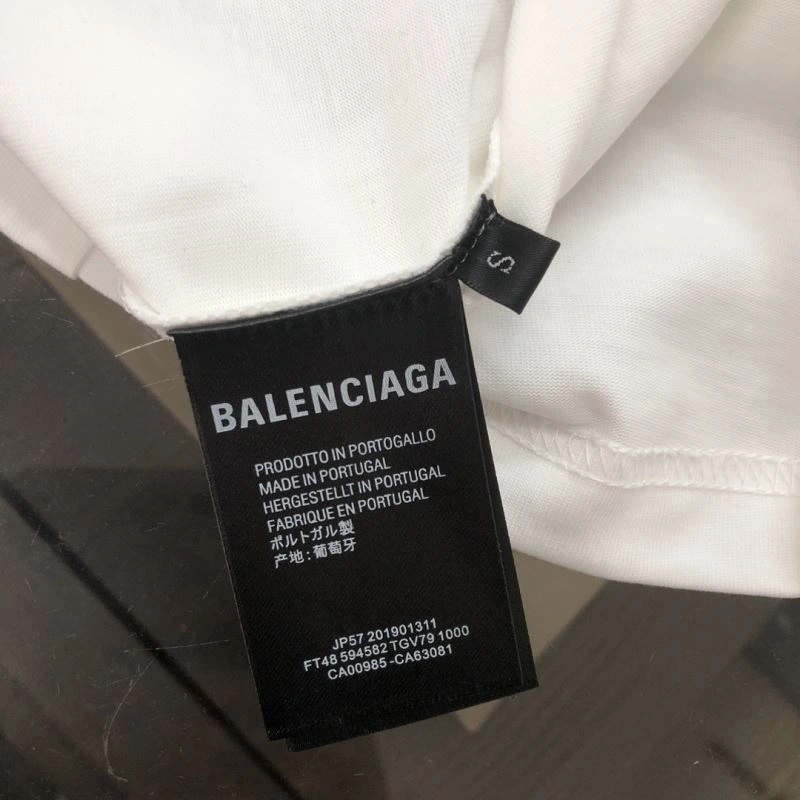 S
BALENCIAGA
PRODOTTO IN PORTOGALLO
MADE IN PORTUGAL
HERGESTELLT IN PORTUGAL
FABRIQUE EN PORTUGAL
ポルトガル製
产地:葡萄牙
JP57 201901311
FT48 594582 TGV79 1000
CA00985-CA63081